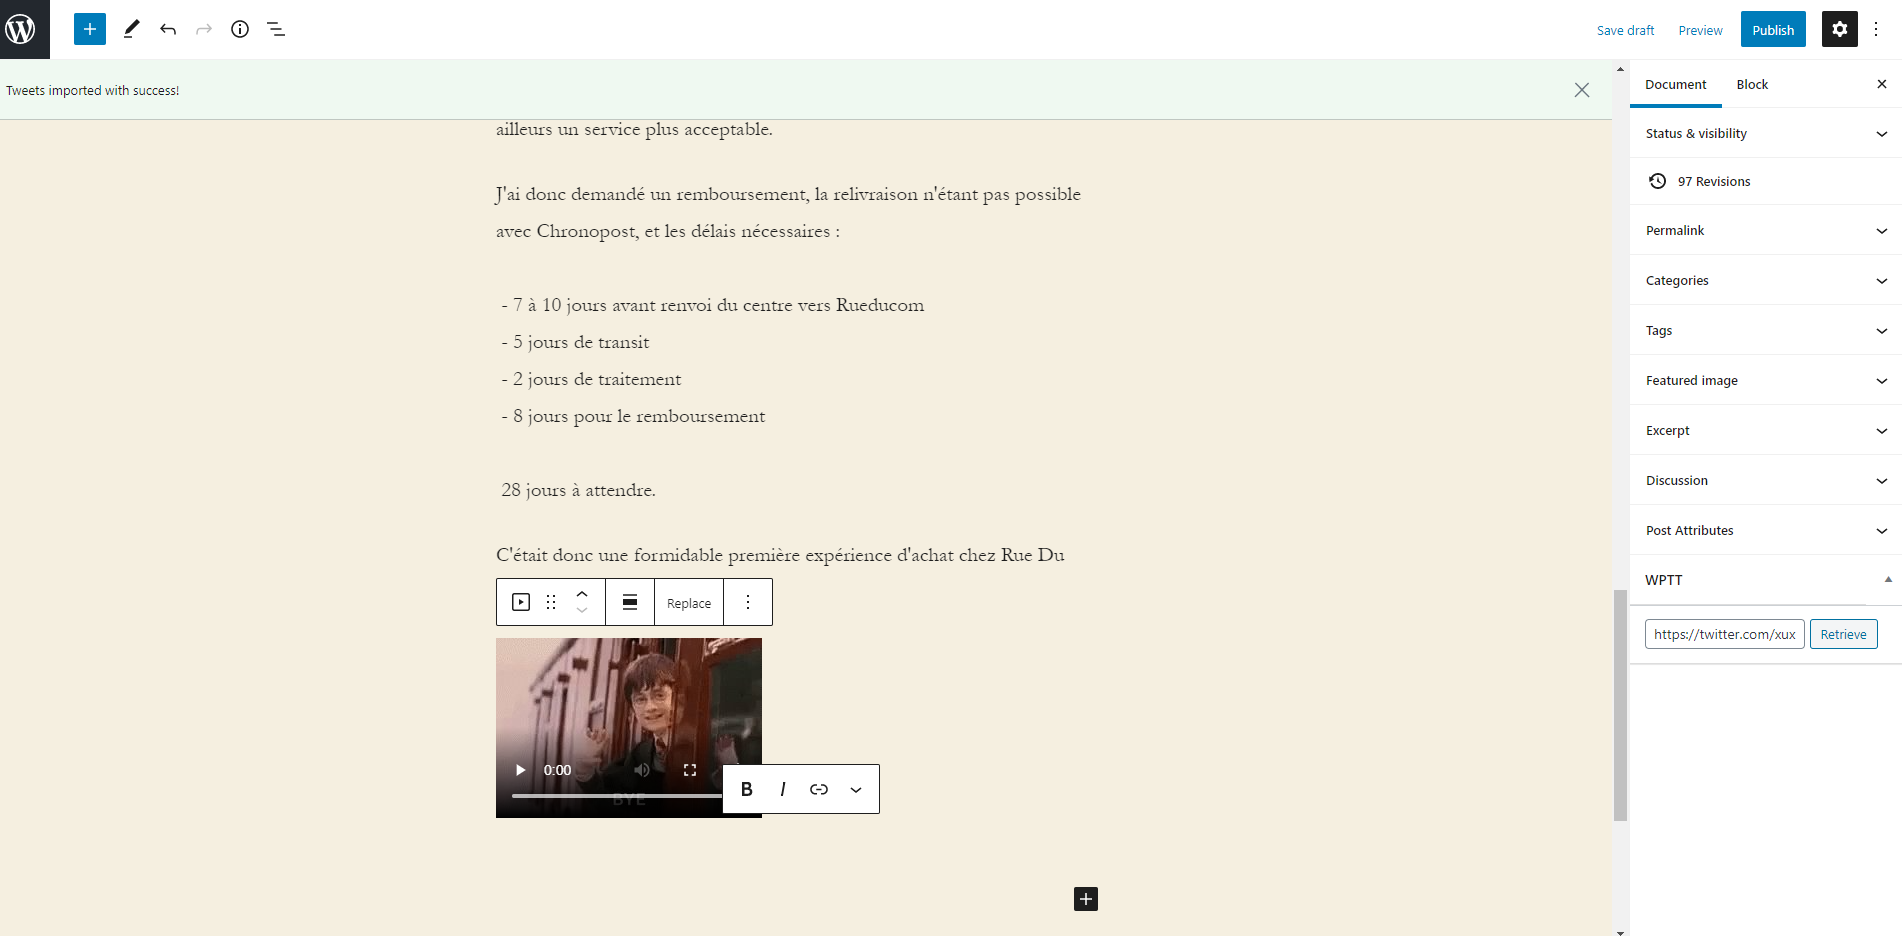 Save draft
Preview
Publish
Tweets imported with success!
ailleurs un service plus acceptable.
J'ai donc demandé un remboursement, la relivraison n'étant pas possible
avec Chronopost, et les délais nécessaires :
- 7 à 10 jours avant renvoi du centre vers Rueducom
- 5 jours de transit
- 2 jours de traitement
- 8 jours pour le remboursement
28 jours à attendre.
C'était donc une formidable première expérience d'achat chez Rue Du
Replace
0:00
BYE
B I
Document Block
Status & visibility
97 Revisions
Permalink
Categories
Tags
Featured image
Excerpt
Discussion
Post Attributes
WPTT
https://twitter.com/xux Retrieve